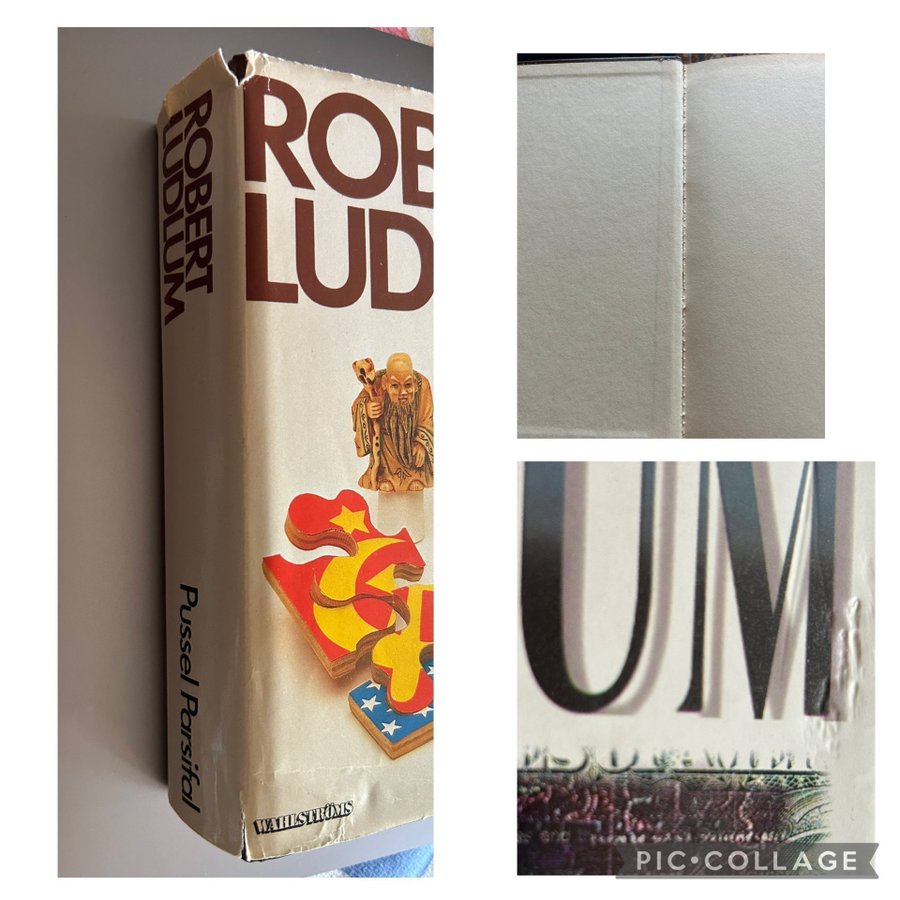 ROBERT
LUDLUM
Pussel Parsifal
ROB
LUD
WAHLSTRÖMS
UM
PIC•COLLAGE